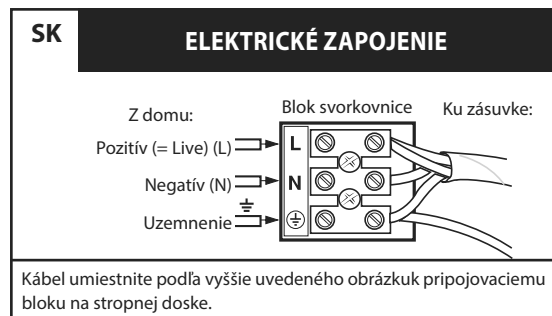 SK
ELEKTRICKÉ ZAPOJENIE
Z domu:
Blok svorkovnice
Ku zásuvke:
Pozitív (= Live) (L)
L
Negatív (N)
N
Uzemnenie
Kábel umiestnite podľa vyššie uvedeného obrázkuk pripojovaciemu
bloku na stropnej doske.